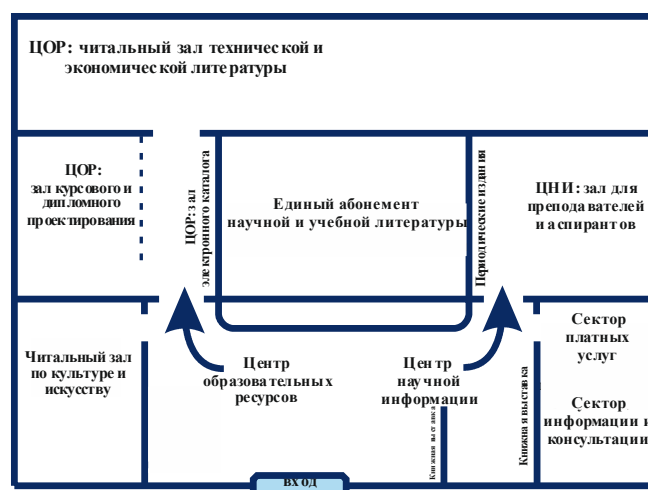 ЦОР: читальный зал технической и
экономической литературы
ЦОР:
зал курсового и
дипломного
проектирования
ЦОР: зал
электронного каталога
Единый абонемент
научной и учебной литературы
Периодические издания
ЦНИ: зал для
преподавателей
и аспирантов
Читальный зал
по культуре и
искусству
Центр
образовательных
ресурсов
Центр
научной
информации
Книжная выставка
Книжная выставка
Сектор
платных
услуг
Сектор
информации и
консультации
вход